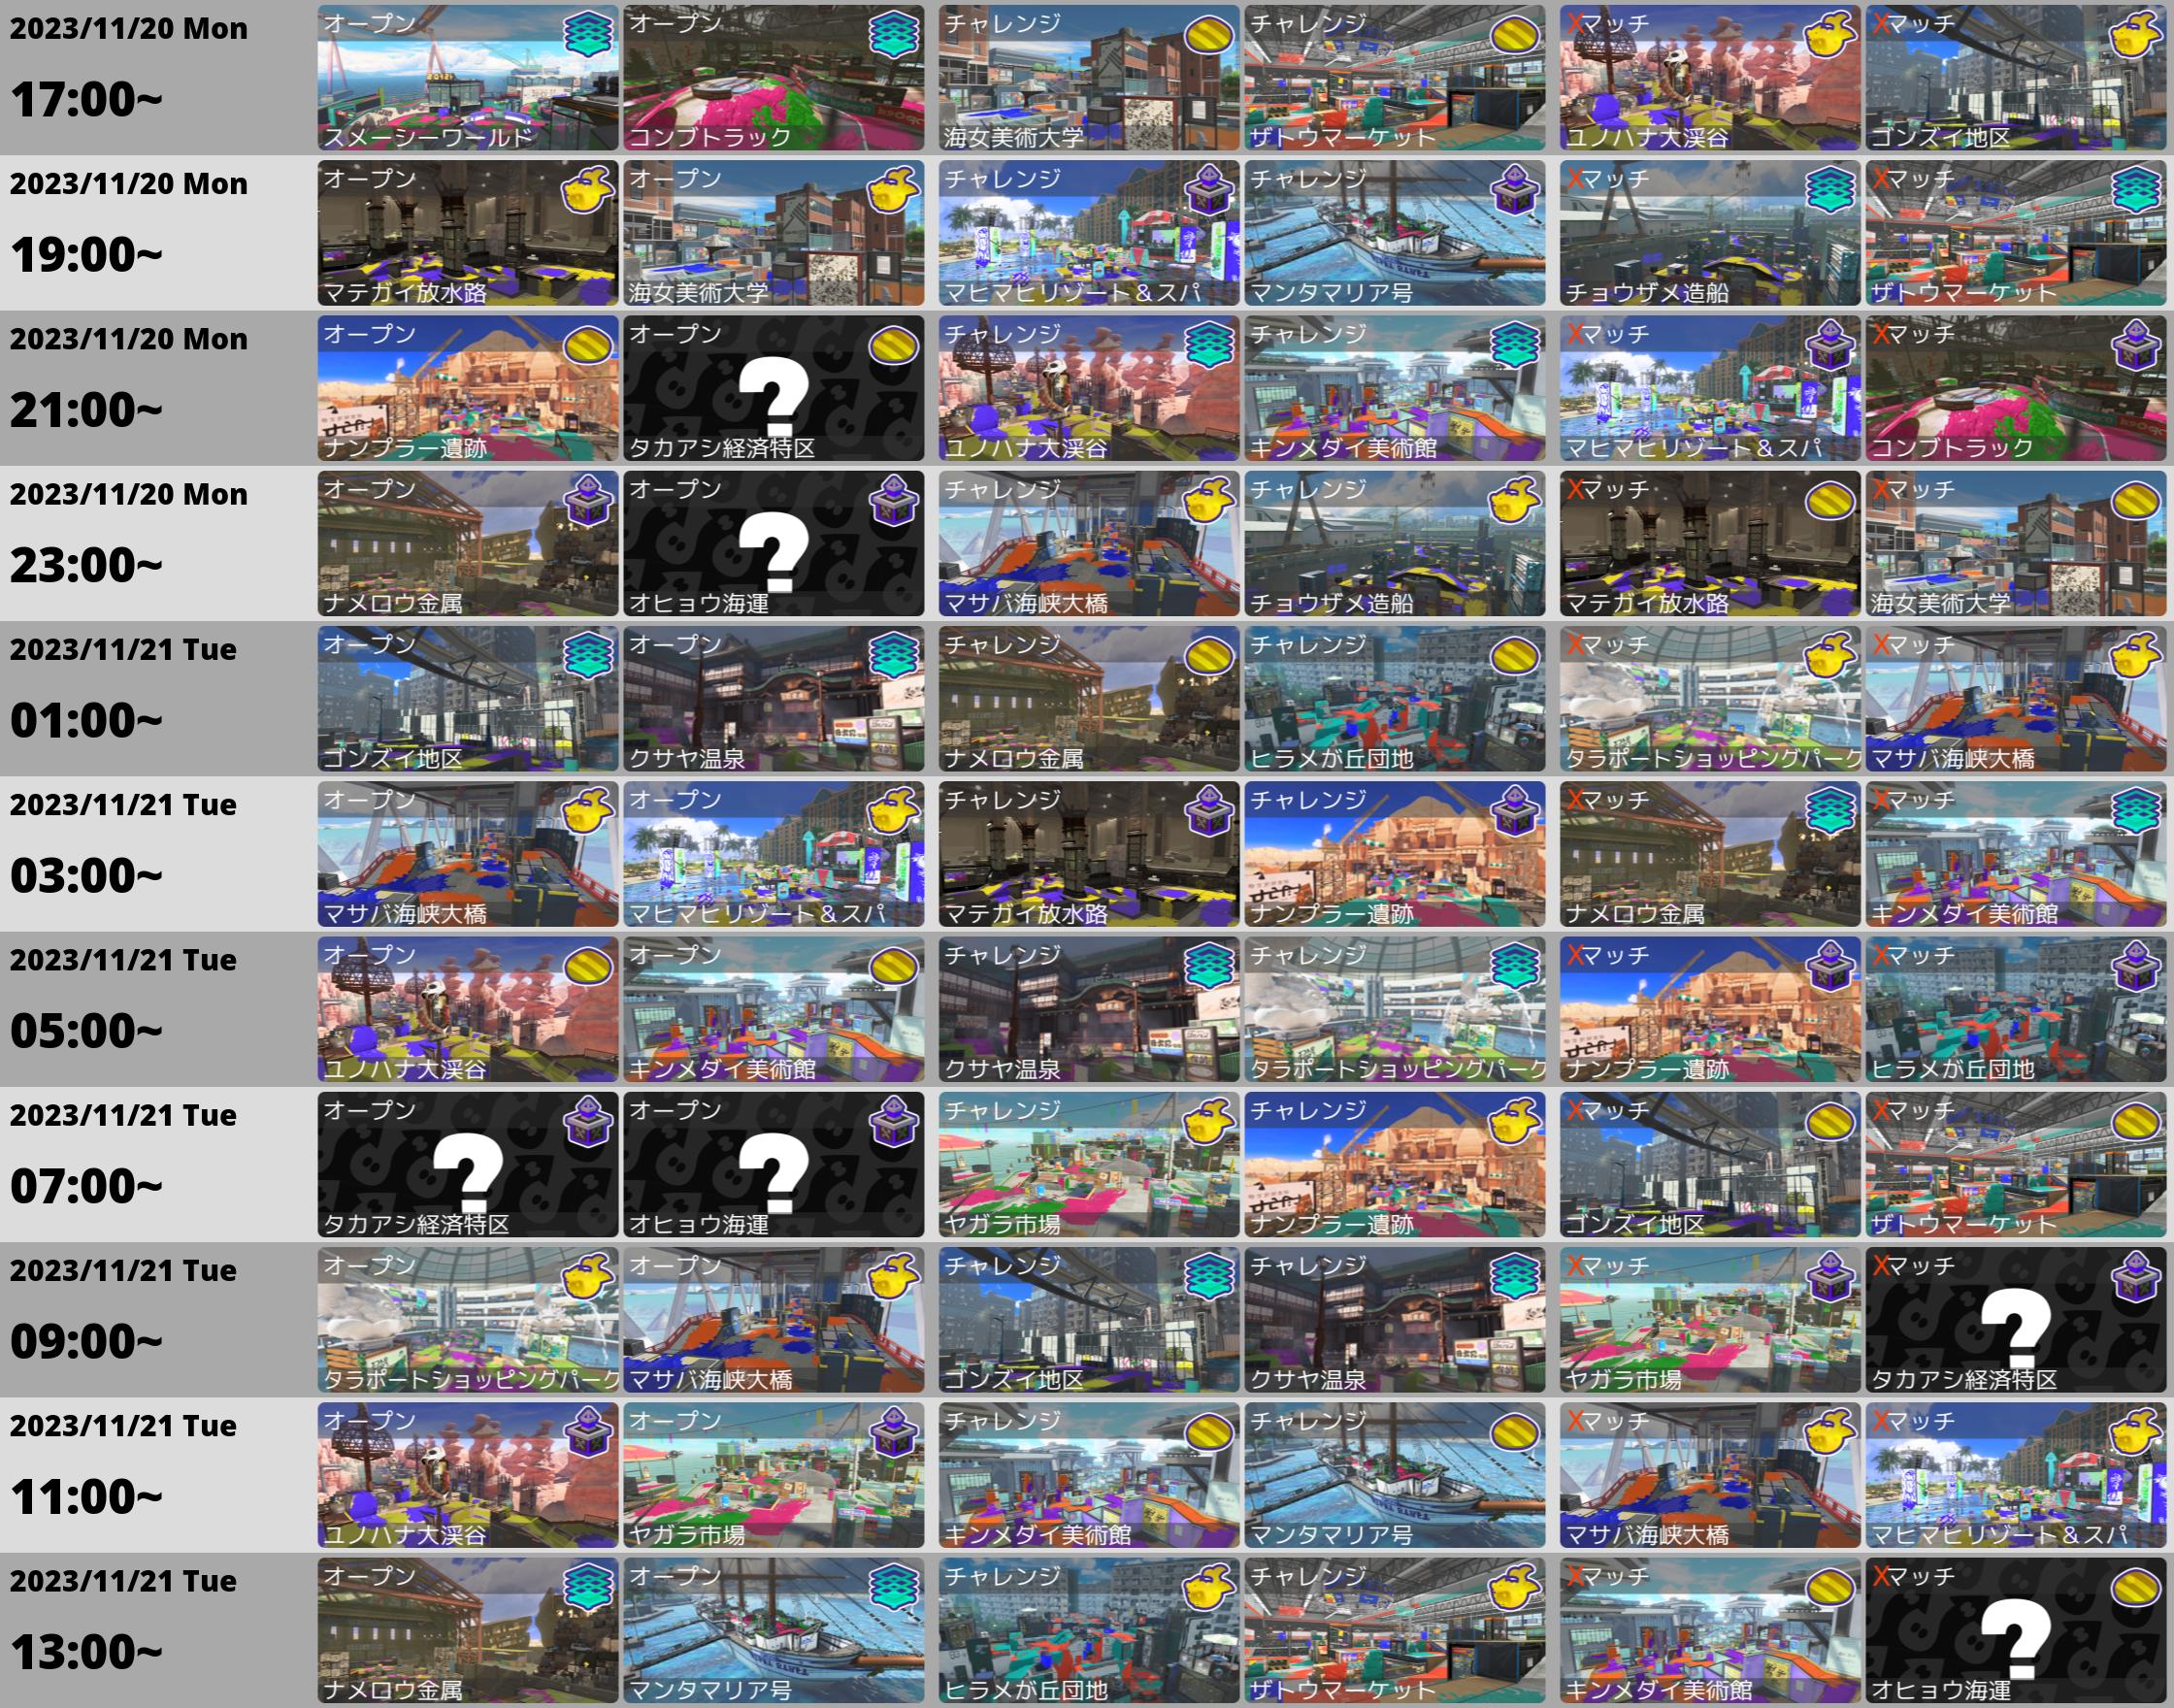 2023/11/20 Mon
17:00~
オープン
スメーシーワールド
オープン
コンブトラック
チャレンジ
海女美術大学
チャレンジ
ザトウマーケット
Xマッチ
ユノハナ大渓谷
Xマッチ
ゴンズイ地区
2023/11/20 Mon
19:00~
オープン
マテガイ放水路
オープン
海女美術大学
チャレンジ
マヒマヒリゾート＆スパ
チャレンジ
マンタマリア号
Xマッチ
チョウザメ造船
Xマッチ
ザトウマーケット
2023/11/20 Mon
21:00~
オープン
ナンプラー遺跡
オープン
?
タカアシ経済特区
チャレンジ
ユノハナ大渓谷
チャレンジ
キンメダイ美術館
Xマッチ
マヒマヒリゾート＆スパ
Xマッチ
コンブトラック
2023/11/20 Mon
23:00~
オープン
ナメロウ金属
オープン
?
オヒョウ海運
チャレンジ
マサバ海峡大橋
チャレンジ
チョウザメ造船
Xマッチ
マテガイ放水路
Xマッチ
海女美術大学
2023/11/21 Tue
01:00~
オープン
ゴンズイ地区
オープン
クサヤ温泉
チャレンジ
ナメロウ金属
チャレンジ
ヒラメが丘団地
Xマッチ
タラポートショッピングパーク
Xマッチ
マサバ海峡大橋
2023/11/21 Tue
03:00~
オープン
マサバ海峡大橋
オープン
マヒマヒリゾート＆スパ
チャレンジ
マテガイ放水路
チャレンジ
ナンプラー遺跡
Xマッチ
ナメロウ金属
Xマッチ
キンメダイ美術館
2023/11/21 Tue
05:00~
オープン
ユノハナ大渓谷
オープン
キンメダイ美術館
チャレンジ
クサヤ温泉
チャレンジ
タラポートショッピングパーク
Xマッチ
ナンプラー遺跡
Xマッチ
ヒラメが丘団地
2023/11/21 Tue
07:00~
オープン
?
タカアシ経済特区
オープン
?
オヒョウ海運
チャレンジ
ヤガラ市場
チャレンジ
ナンプラー遺跡
Xマッチ
ゴンズイ地区
Xマッチ
ザトウマーケット
2023/11/21 Tue
09:00~
オープン
タラポートショッピングパーク
オープン
マサバ海峡大橋
チャレンジ
ゴンズイ地区
チャレンジ
クサヤ温泉
Xマッチ
ヤガラ市場
Xマッチ
?
タカアシ経済特区
2023/11/21 Tue
11:00~
オープン
ユノハナ大渓谷
オープン
ヤガラ市場
チャレンジ
キンメダイ美術館
チャレンジ
マンタマリア号
Xマッチ
マサバ海峡大橋
Xマッチ
マヒマヒリゾート＆スパ
2023/11/21 Tue
13:00~
オープン
ナメロウ金属
オープン
マンタマリア号
チャレンジ
ヒラメが丘団地
チャレンジ
ザトウマーケット
Xマッチ
キンメダイ美術館
Xマッチ
?
オヒョウ海運